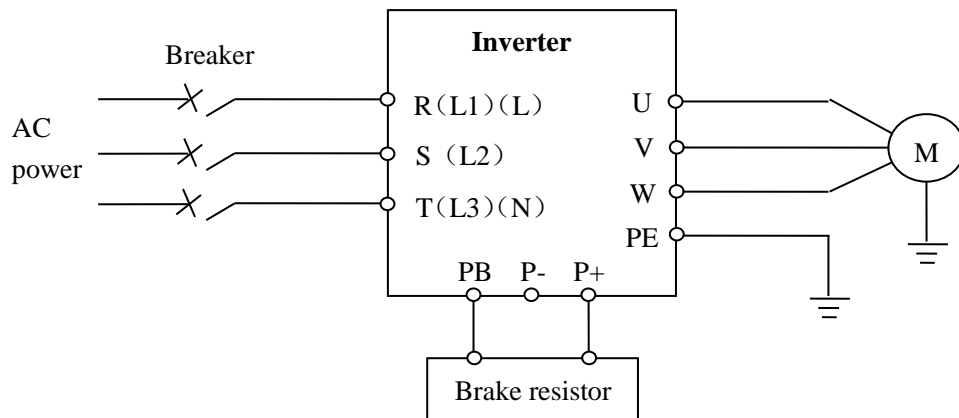 Inverter
Breaker
AC
power
R（L1）（L）
S（L2）
T（L3）（N）
U
V
W
PE
M
PB P- P+
Brake resistor